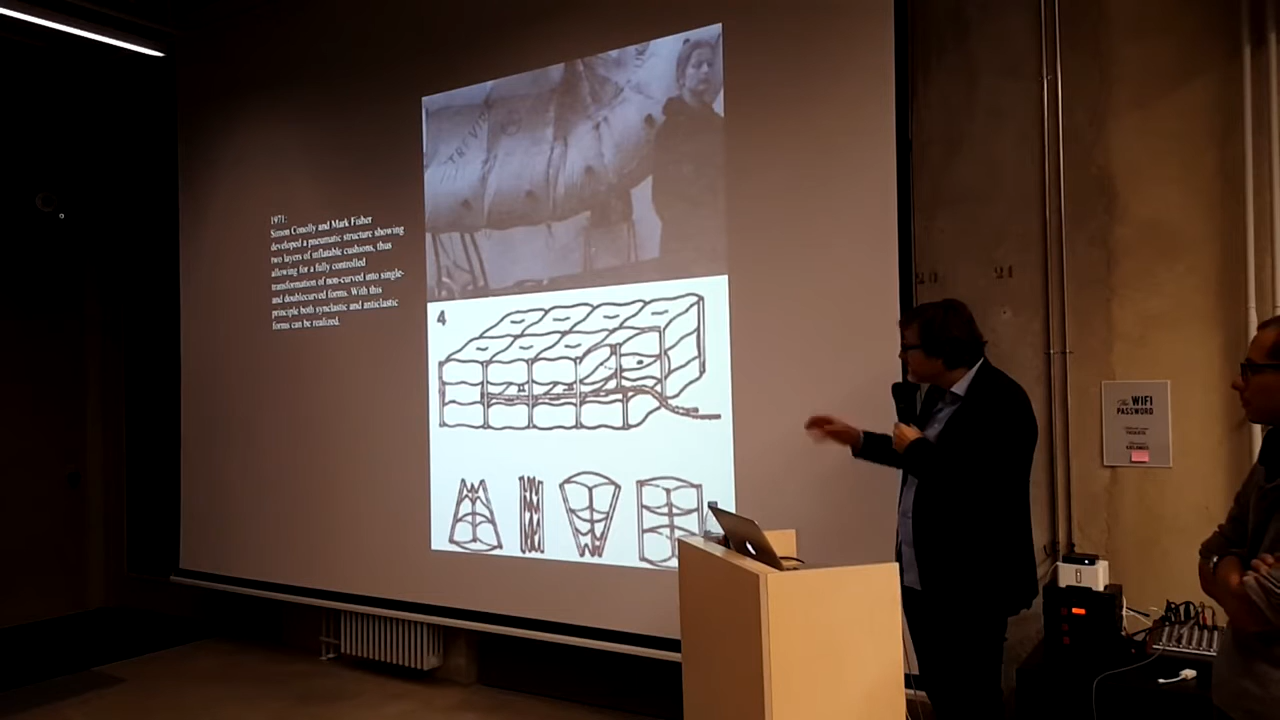 1971:
Simon Conolly and Mark Fisher
developed a pneumatic structure showing
two layers of inflatable cushions, thus
allowing for a fully controlled
transformation of non-curved into single-
and doublecurved forms. With this
principle both synclastic and anticlastic
forms can be realized.
4
20
21
The WIFI
PASSWORD